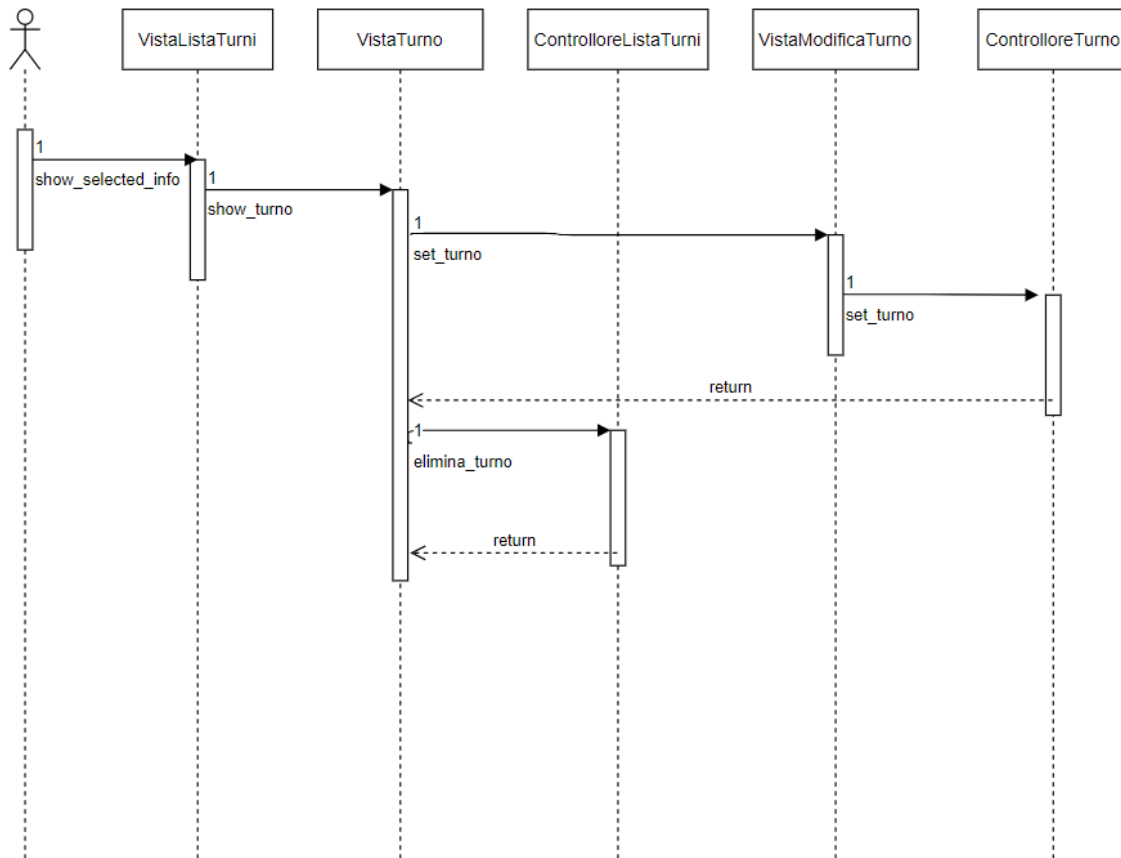 VistaListaTurni
VistaTurno
ControlloreListaTurni
VistaModificaTurno
ControlloreTurno
1
show_selected_info
1
show_turno
1
set_turno
1
set_turno
return
1
elimina_turno
return